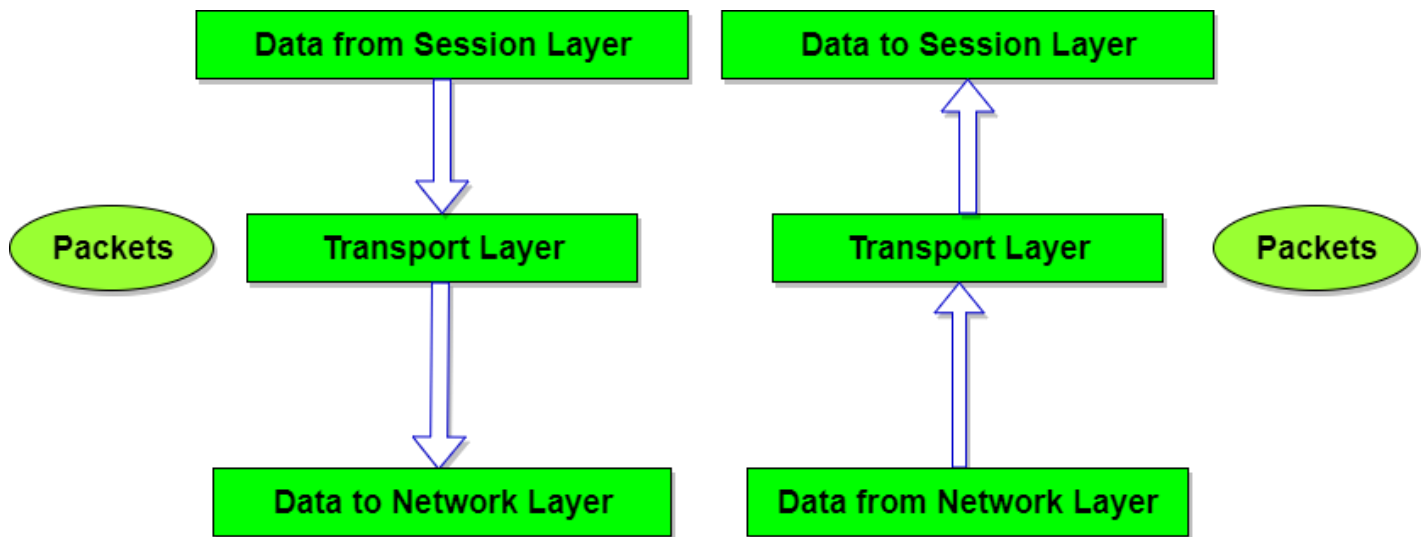 Data from Session Layer
Data to Session Layer
Packets
Transport Layer
Transport Layer
Packets
Data to Network Layer
Data from Network Layer